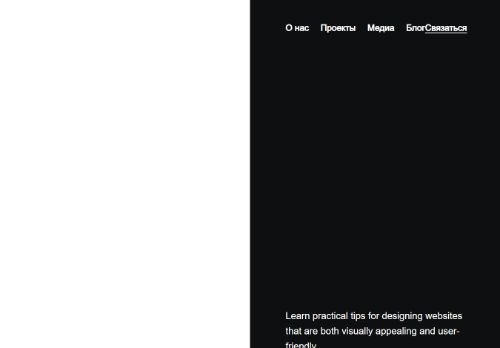 О нас Проекты Медиа БлогСвязаться
Learn practical tips for designing websites
that are both visually appealing and user-
friendly